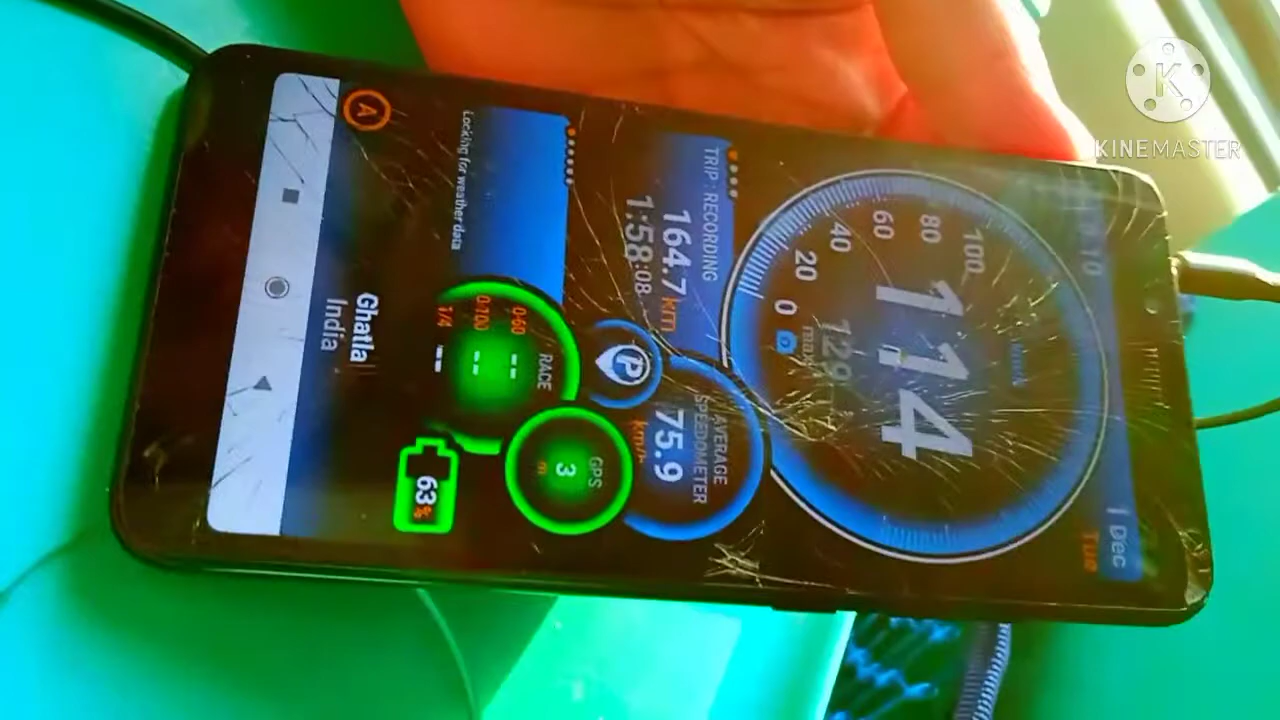 1 Dec
TUE
100
80
60
40
20
0
114
max
129
TRIP : RECORDING
164.7 km
1:58:08
AVERAGE
SPEEDOMETER
75.9
km/h
P
GPS
3
m
RACE
0-60
--
0-100
--
1/4
--
Looking for weather data
63%
A
Ghatla
India
K
KINEMASTER